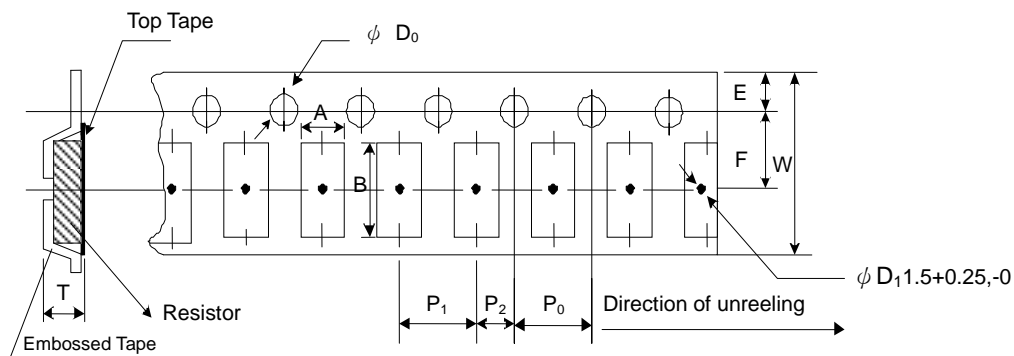 Top Tape
ψ D₀
E
A
F
W
B
ψ D₁ 1.5+0.25,-0
T
P₁
P₂
P₀
Direction of unreeling
Resistor
Embossed Tape